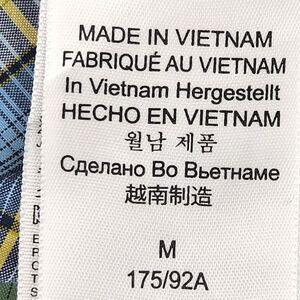 MADE IN VIETNAM
FABRIQUÉ AU VIETNAM
In Vietnam Hergestellt
HECHO EN VIETNAM
월남 제품
Сделано Во Вьетнаме
越南制造
M
175/92A